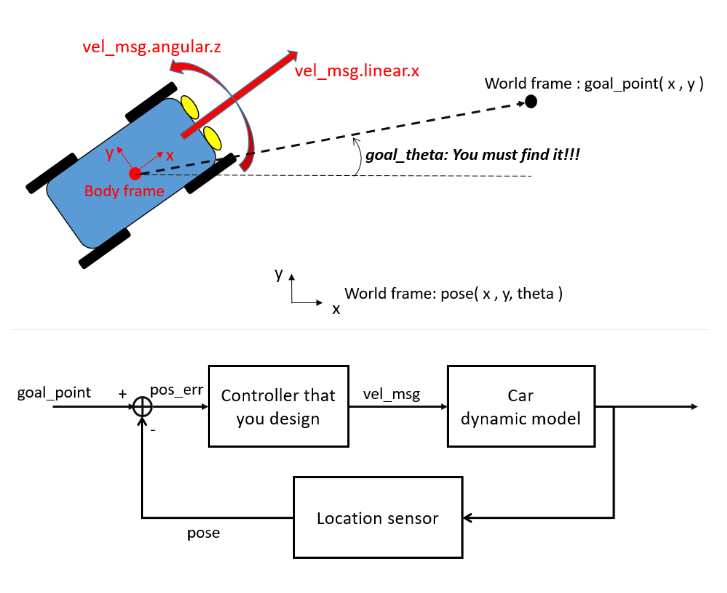 vel_msg.angular.z
vel_msg.linear.x
World frame : goal_point( x , y )
goal_theta: You must find it!!!
y
x
Body frame
y
x
World frame: pose( x , y, theta )
goal_point
+
pos_err
Controller that
you design
vel_msg
Car
dynamic model
-
Location sensor
pose